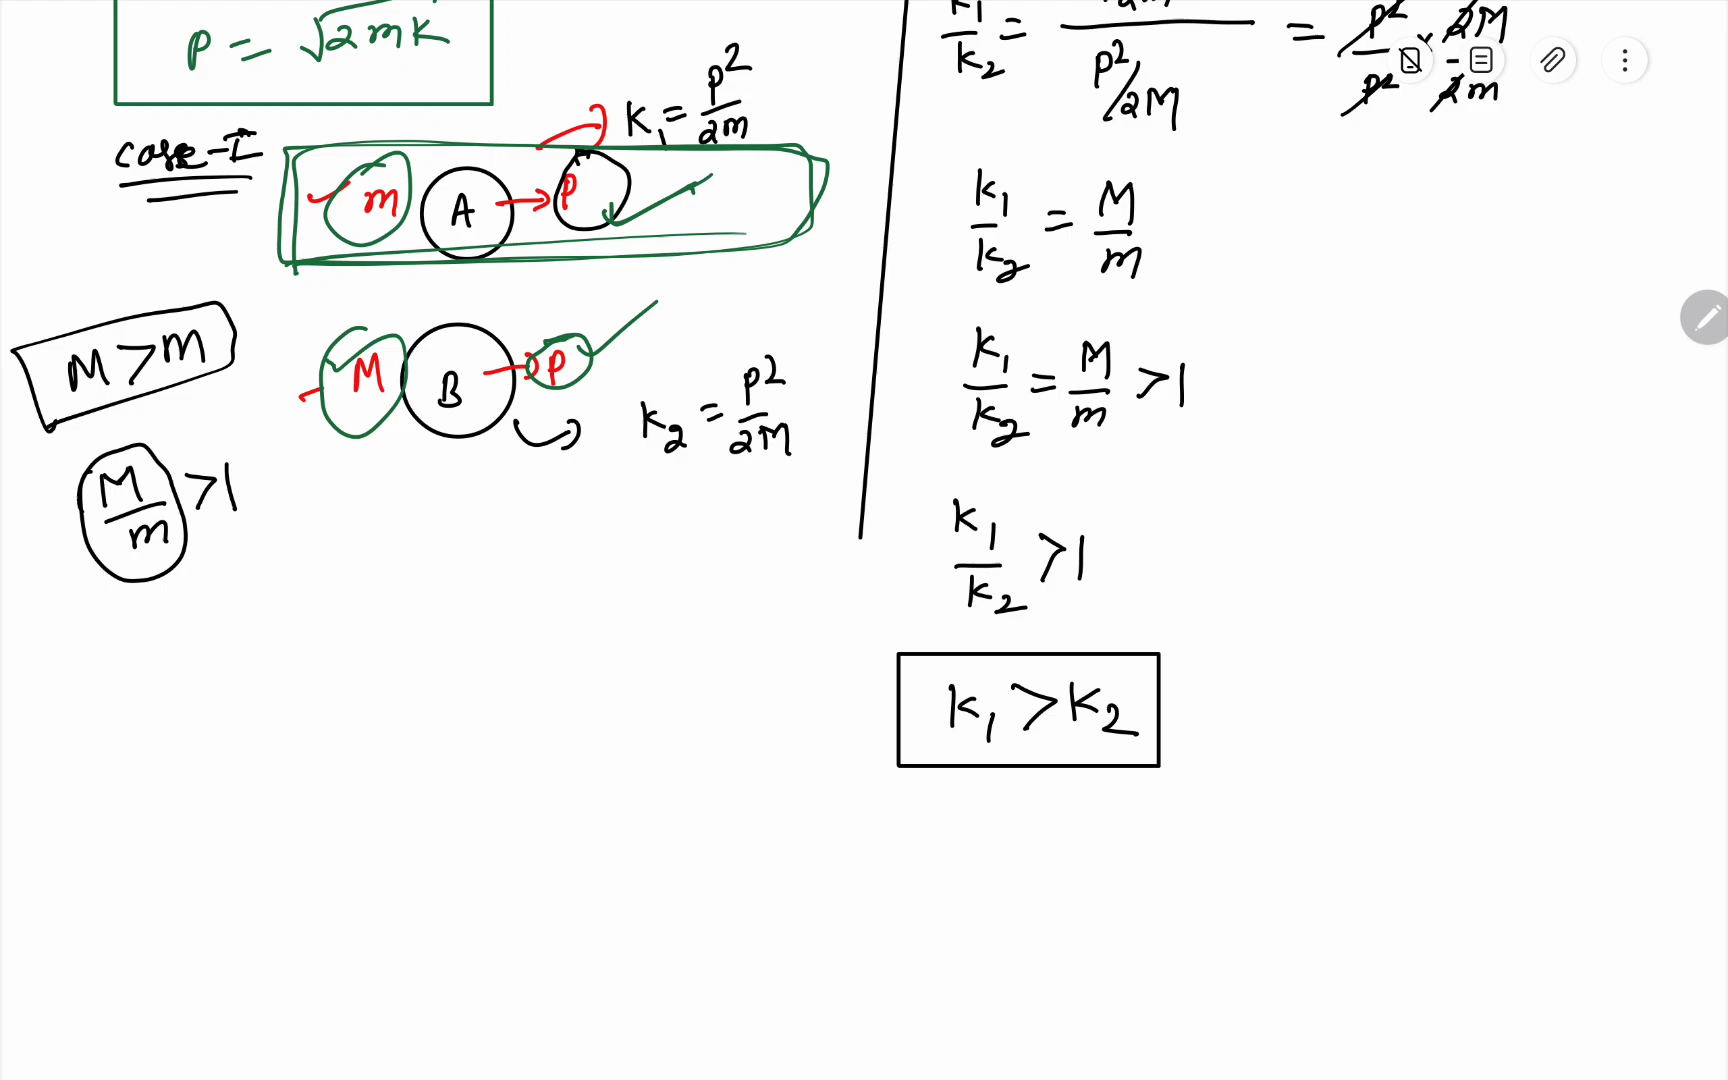 p = √2mk
case-I
m A → p
k₁ = p²/2m
M > m
M B → p
k₂ = p²/2M
M/m > 1
k₁/k₂ = /p²/2M = p²/p² × 2M/2m
k₁/k₂ = M/m
k₁/k₂ = M/m > 1
k₁/k₂ > 1
k₁ > k₂